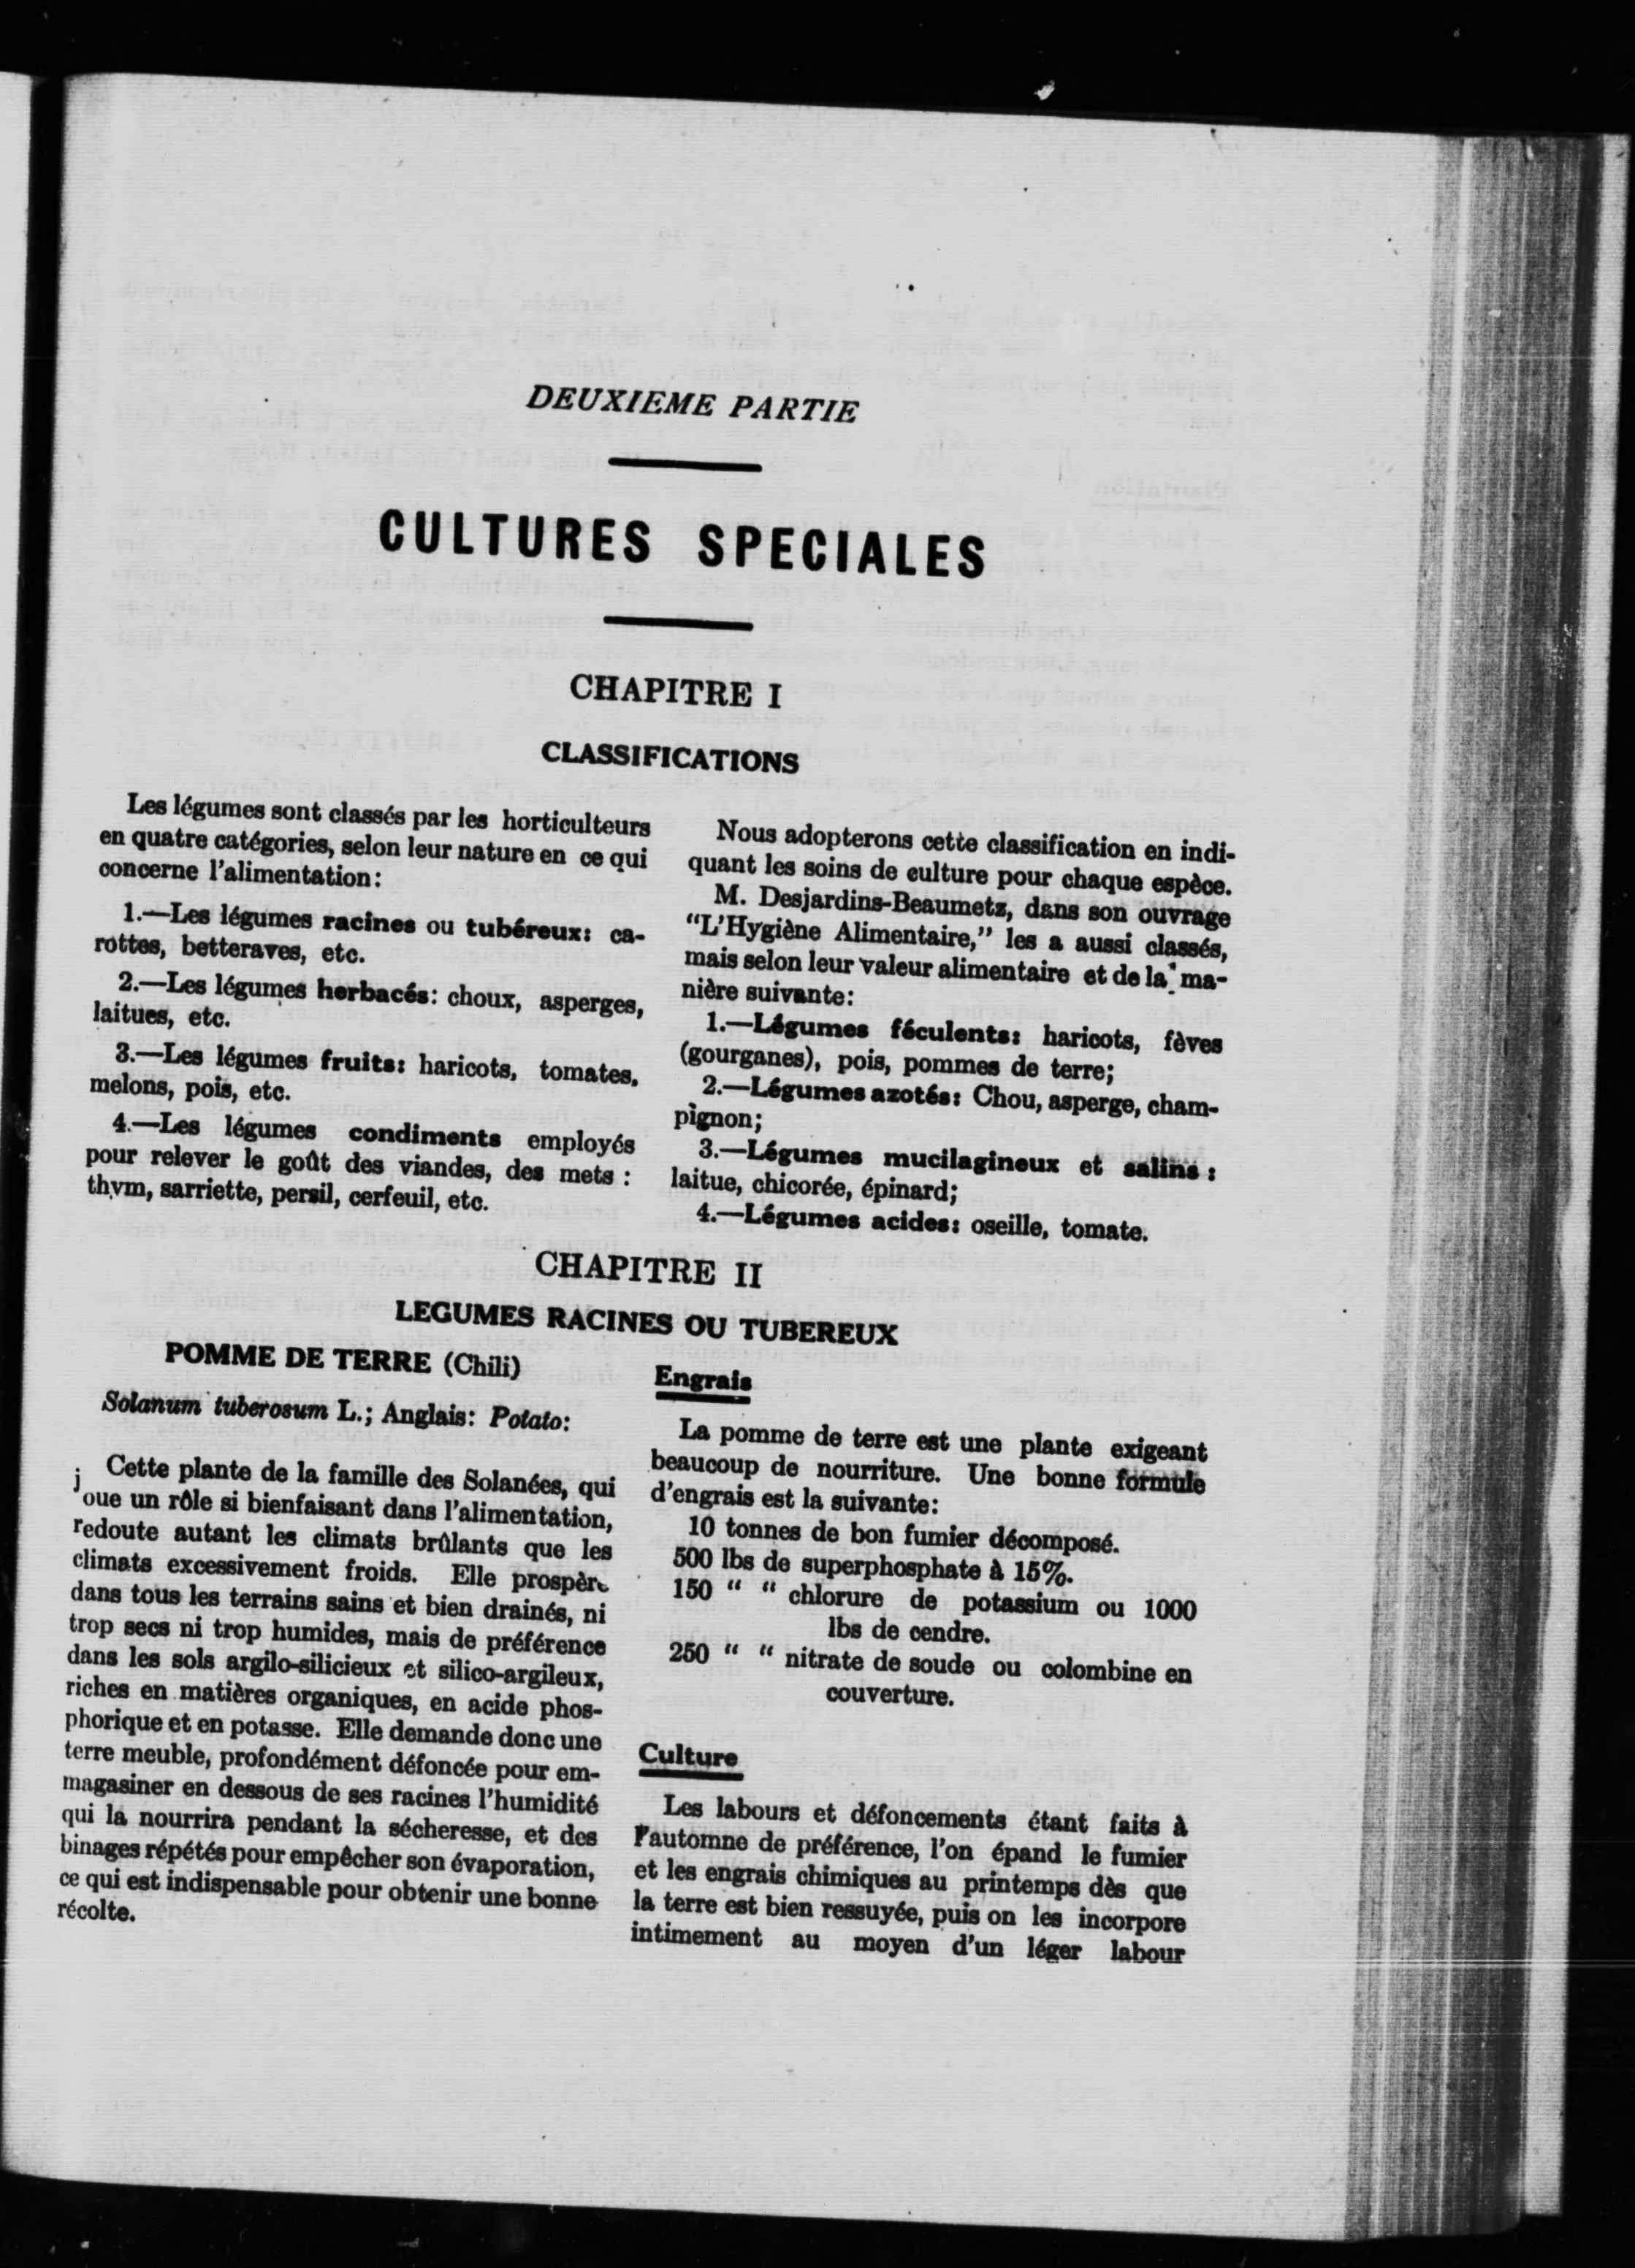 DEUXIEME PARTIE
CULTURES SPECIALES
CHAPITRE I
CLASSIFICATIONS
Les légumes sont classés par les horticulteurs
en quatre catégories, selon leur nature en ce qui
concerne l'alimentation:
1.—Les légumes racines ou tubéreux: ca-
rottes, betteraves, etc.
2.—Les légumes herbacés: choux, asperges,
laitues, etc.
3.—Les légumes fruits: haricots, tomates,
melons, pois, etc.
4.—Les légumes condiments employés
pour relever le goût des viandes, des mets :
thym, sarriette, persil, cerfeuil, etc.
Nous adopterons cette classification en indi-
quant les soins de culture pour chaque espèce.
M. Desjardins-Beaumetz, dans son ouvrage
"L'Hygiène Alimentaire," les a aussi classés,
mais selon leur valeur alimentaire et de la ma-
nière suivante:
1.—Légumes féculents: haricots, fèves
(gourganes), pois, pommes de terre;
2.—Légumes azotés: Chou, asperge, cham-
pignon;
3.—Légumes mucilagineux et salins :
laitue, chicorée, épinard;
4.—Légumes acides: oseille, tomate.
CHAPITRE II
LEGUMES RACINES OU TUBEREUX
POMME DE TERRE (Chili)
Solanum tuberosum L.; Anglais: Potato:
Cette plante de la famille des Solanées, qui
joue un rôle si bienfaisant dans l'alimentation,
redoute autant les climats brûlants que les
climats excessivement froids. Elle prospère
dans tous les terrains sains et bien drainés, ni
trop secs ni trop humides, mais de préférence
dans les sols argilo-silicieux et silico-argileux,
riches en matières organiques, en acide phos-
phorique et en potasse. Elle demande donc une
terre meuble, profondément défoncée pour em-
magasiner en dessous de ses racines l'humidité
qui la nourrira pendant la sécheresse, et des
binages répétés pour empêcher son évaporation,
ce qui est indispensable pour obtenir une bonne
récolte.
Engrais
La pomme de terre est une plante exigeant
beaucoup de nourriture. Une bonne formule
d'engrais est la suivante:
10 tonnes de bon fumier décomposé.
500 lbs de superphosphate à 15%.
150 " " chlorure de potassium ou 1000
lbs de cendre.
250 " " nitrate de soude ou colombine en
couverture.
Culture
Les labours et défoncements étant faits à
l'automne de préférence, l'on épand le fumier
et les engrais chimiques au printemps dès que
la terre est bien ressuyée, puis on les incorpore
intimement au moyen d'un léger labour